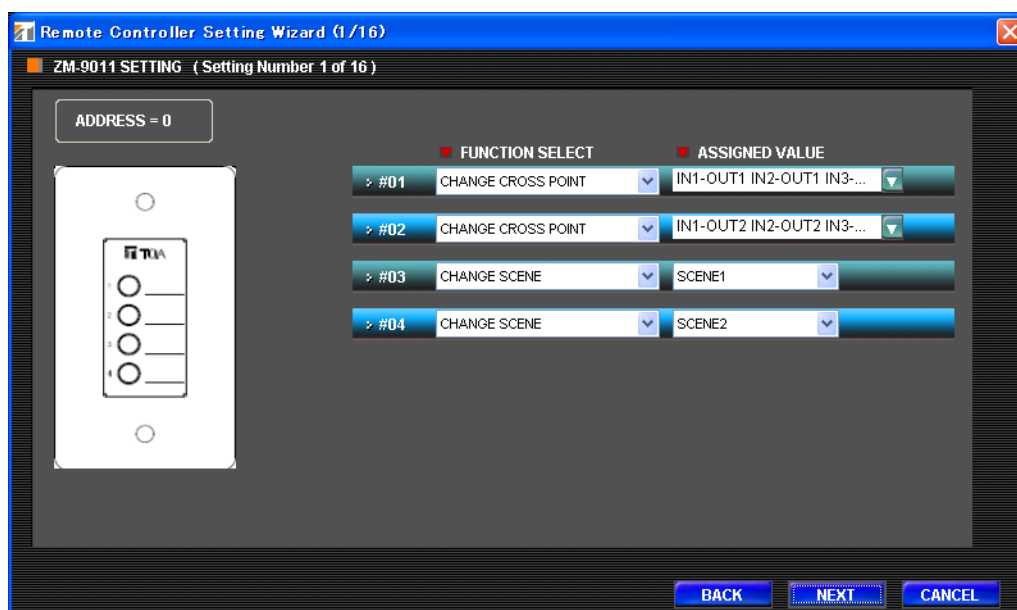 Remote Controller Setting Wizard (1/16)
ZM-9011 SETTING ( Setting Number 1 of 16 )
ADDRESS = 0
FUNCTION SELECT ASSIGNED VALUE
#01 CHANGE CROSS POINT IN1-OUT1 IN2-OUT1 IN3-...
#02 CHANGE CROSS POINT IN1-OUT2 IN2-OUT2 IN3-...
#03 CHANGE SCENE SCENE1
#04 CHANGE SCENE SCENE2
TOA
1
2
3
4
BACK NEXT CANCEL